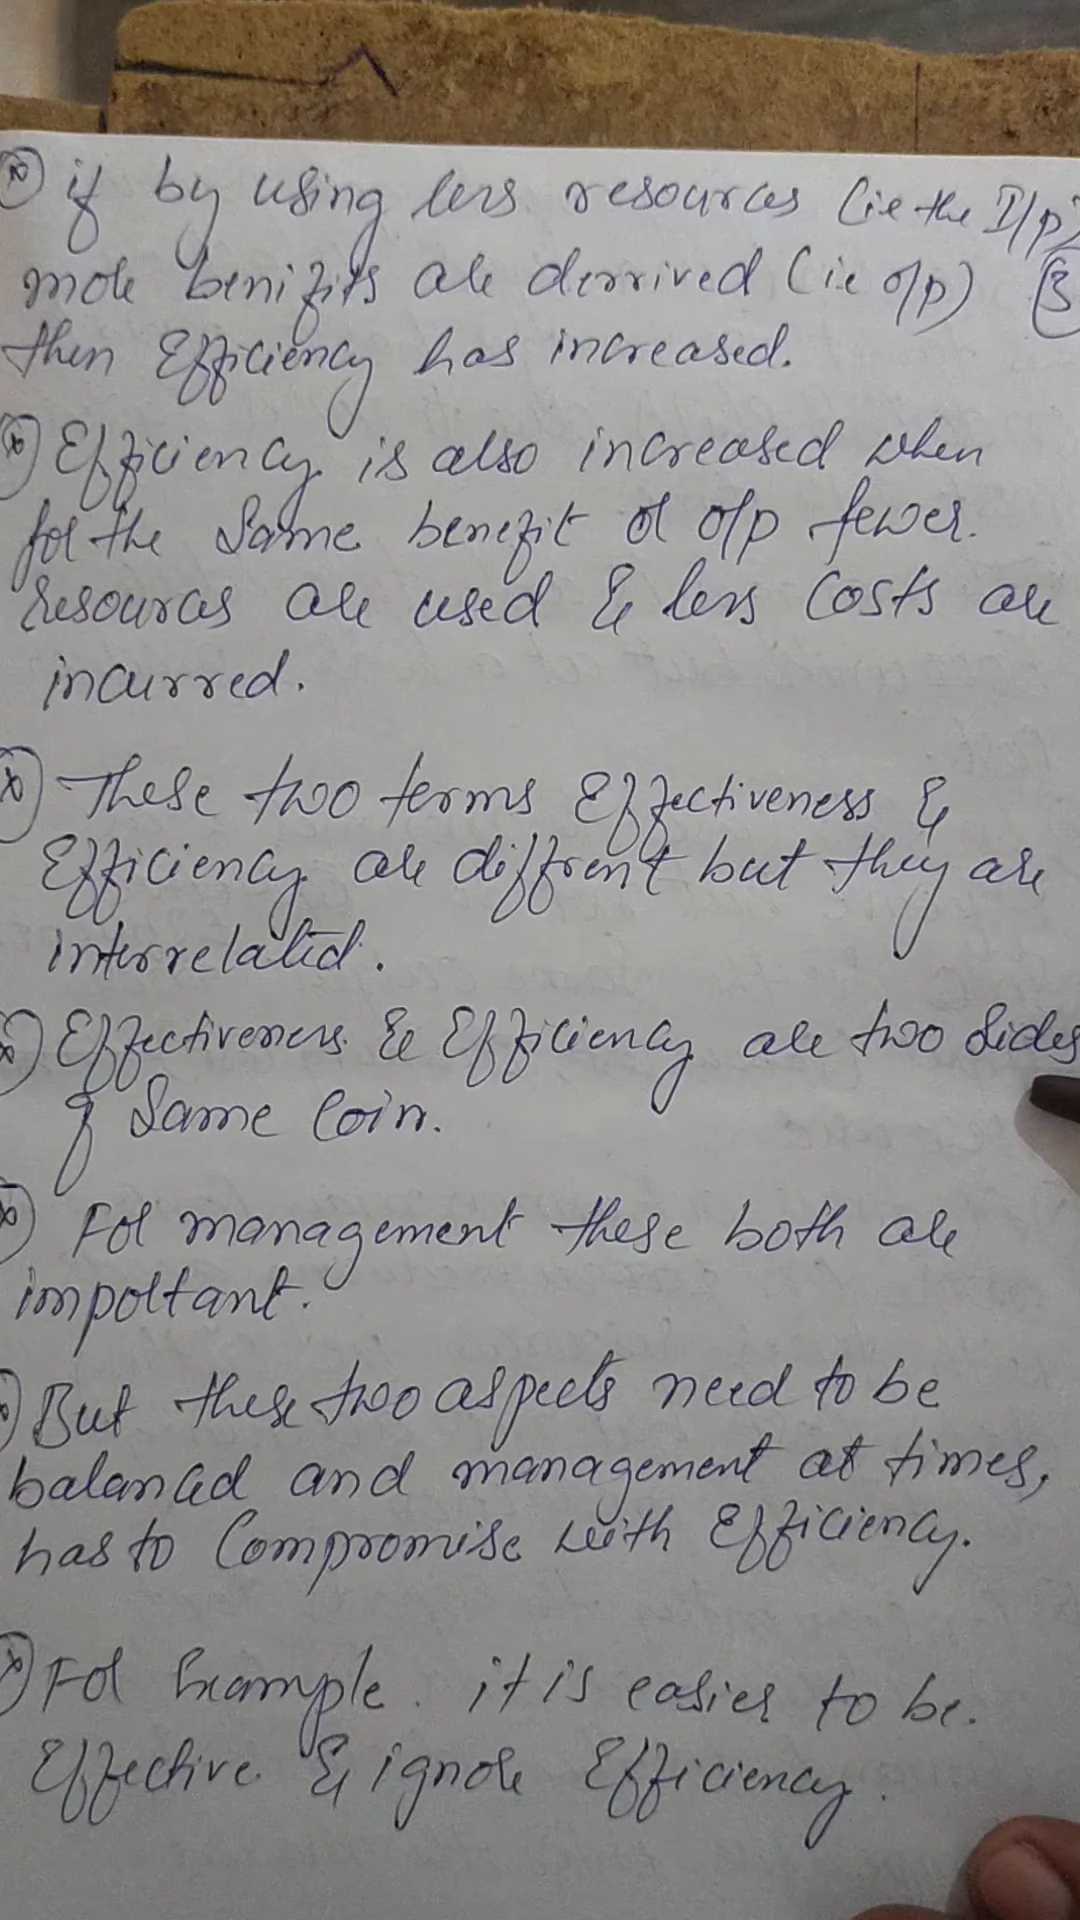 if by using less resources (ie the I/p)
more benifits are derrived (ie o/p) (3
then Efficiency has increased.
Efficiency is also increased when
for the Same benefit or o/p fewer.
resources are used & less Costs are
incurred.
These two terms Effectiveness &
Efficiency are diffrent but they are
interrelated.
Effectiveness & Efficiency are two Sides
of Same Coin.
For management these both are
important.
But these two aspects need to be
balanced and management at times,
has to Compromise with Efficiency.
For Example. it is easier to be.
Effective & ignore Efficiency.